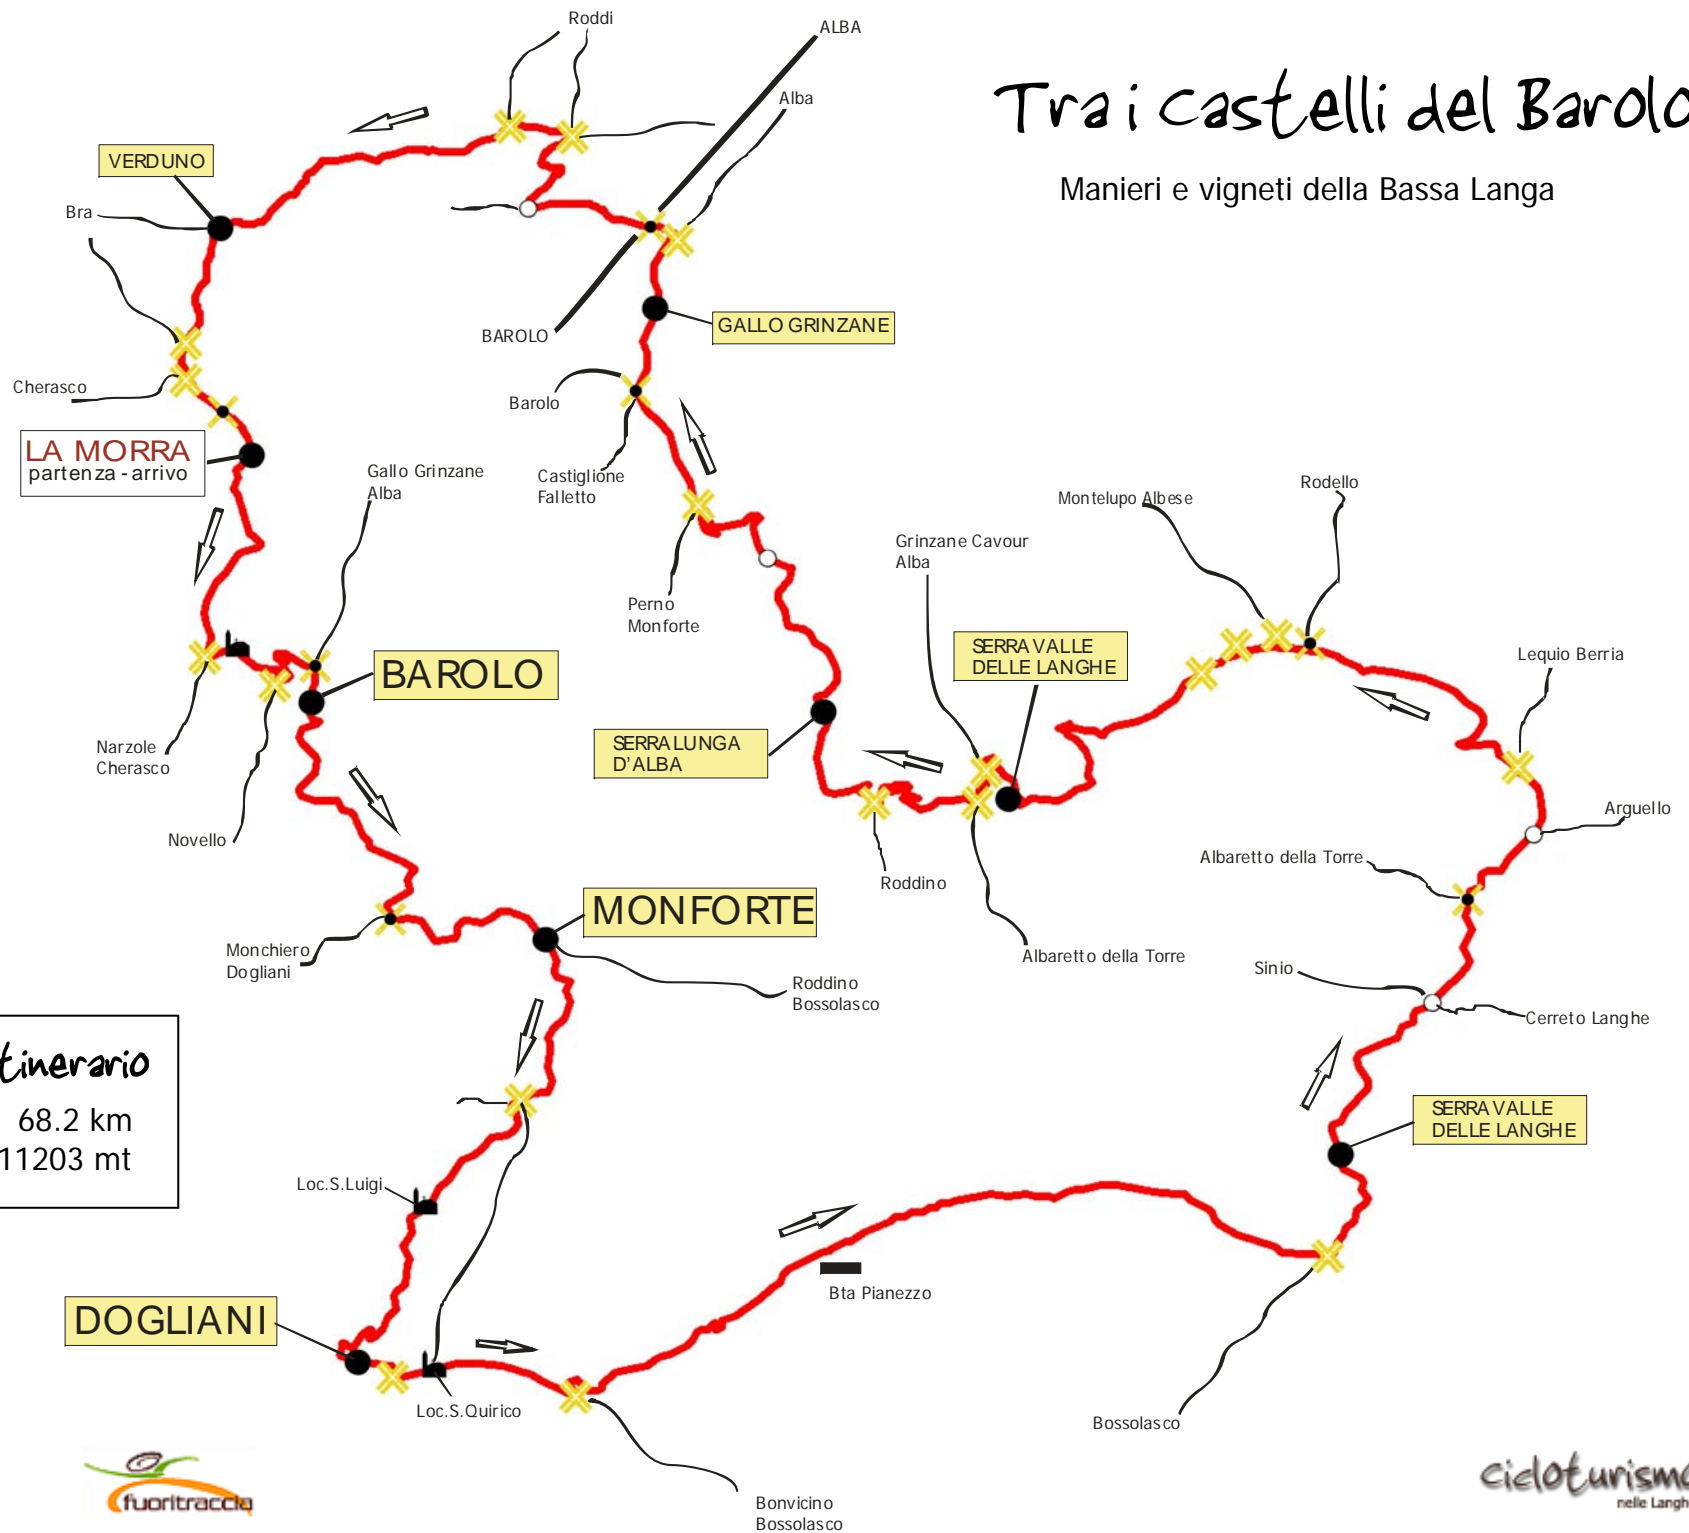 Roddi
ALBA
Alba
Tra i Castelli del Barolo
Manieri e vigneti della Bassa Langa
VERDUNO
Bra
GALLO GRINZANE
BAROLO
Cherasco
Barolo
LA MORRA
partenza - arrivo
Gallo Grinzane
Alba
Castiglione
Falletto
Rodello
Montelupo Albese
Grinzane Cavour
Alba
Perno
Monforte
SERRAVALLE
DELLE LANGHE
Lequio Berria
BAROLO
SERRALUNGA
D'ALBA
Narzole
Cherasco
Arguello
Novello
Albaretto della Torre
Roddino
MONFORTE
Monchiero
Dogliani
Albaretto della Torre
Sinio
Roddino
Bossolasco
Cerreto Langhe
tinerario
68.2 km
11203 mt
SERRAVALLE
DELLE LANGHE
Loc.S.Luigi
Bta Pianezzo
DOGLIANI
Loc.S.Quirico
Bossolasco
fuoritraccia
Bonvicino
Bossolasco
cicloturismo
nelle Langh